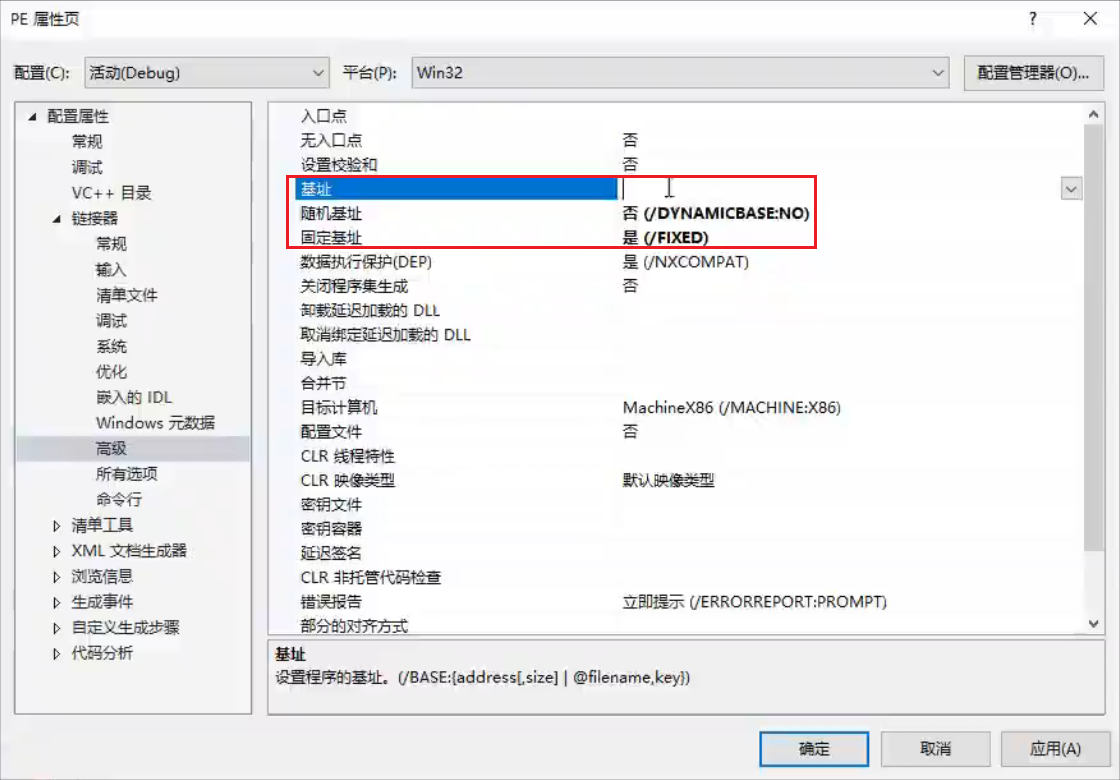 PE 属性页
?
配置(C): 活动(Debug) 平台(P): Win32 配置管理器(O)...
配置属性
常规
调试
VC++ 目录
链接器
常规
输入
清单文件
调试
系统
优化
嵌入的 IDL
Windows 元数据
高级
所有选项
命令行
清单工具
XML 文档生成器
浏览信息
生成事件
自定义生成步骤
代码分析
入口点
无入口点 否
设置校验和 否
基址
随机基址 否 (/DYNAMICBASE:NO)
固定基址 是 (/FIXED)
数据执行保护(DEP) 是 (/NXCOMPAT)
关闭程序集生成 否
卸载延迟加载的 DLL
取消绑定延迟加载的 DLL
导入库
合并节
目标计算机 MachineX86 (/MACHINE:X86)
配置文件 否
CLR 线程特性
CLR 映像类型 默认映像类型
密钥文件
密钥容器
延迟签名
CLR 非托管代码检查
错误报告 立即提示 (/ERRORREPORT:PROMPT)
部分的对齐方式
基址
设置程序的基址。(/BASE:{address[,size] | @filename,key})
确定 取消 应用(A)